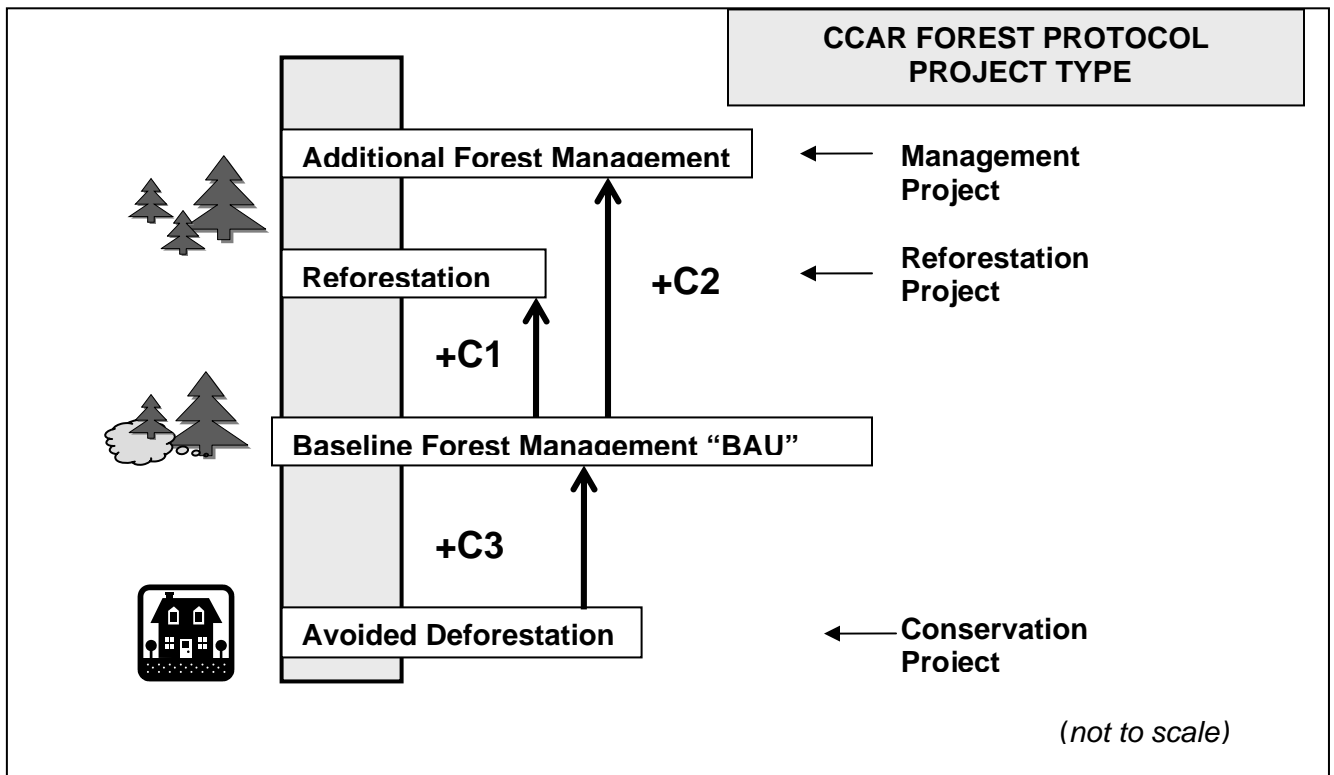 CCAR FOREST PROTOCOL
PROJECT TYPE
Additional Forest Management
Management
Project
Reforestation
Reforestation
Project
+C2
+C1
Baseline Forest Management “BAU”
+C3
Avoided Deforestation
Conservation
Project
(not to scale)